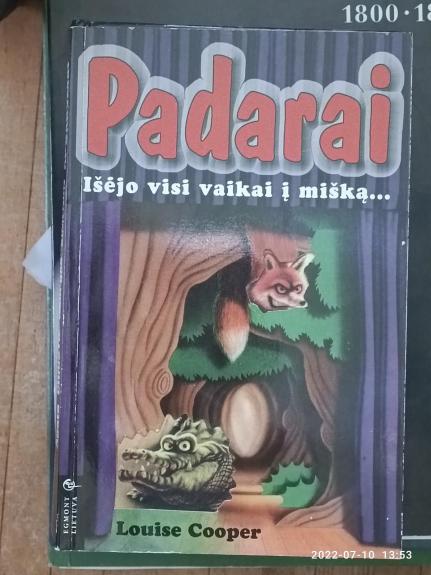 1800·18
Padarai
Išėjo visi vaikai į mišką...
EGMONT
LIETUVA
Louise Cooper
2022-07-10 13:53